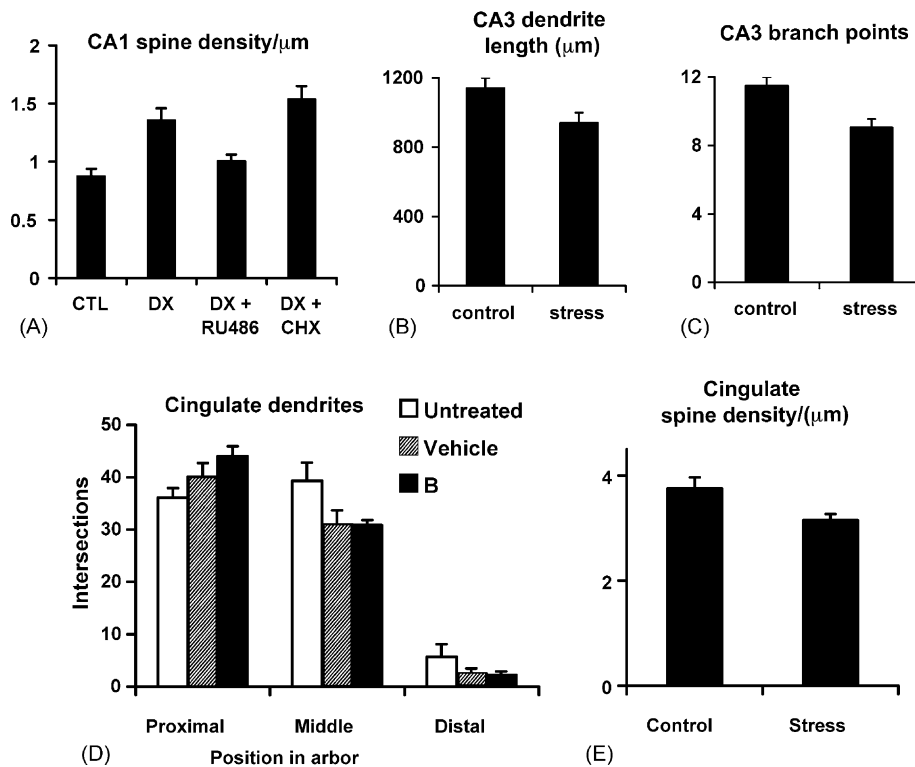 CA1 spine density/μm
2
1.5
1
0.5
0
CTL
DX
DX +
RU486
DX +
CHX
(A)
CA3 dendrite
length (μm)
1200
800
400
0
control
stress
(B)
CA3 branch points
12
8
4
0
control
stress
(C)
Cingulate dendrites
Untreated
Vehicle
B
Intersections
50
40
30
20
10
0
Proximal
Middle
Distal
Position in arbor
(D)
Cingulate
spine density/(μm)
4
2
0
Control
Stress
(E)